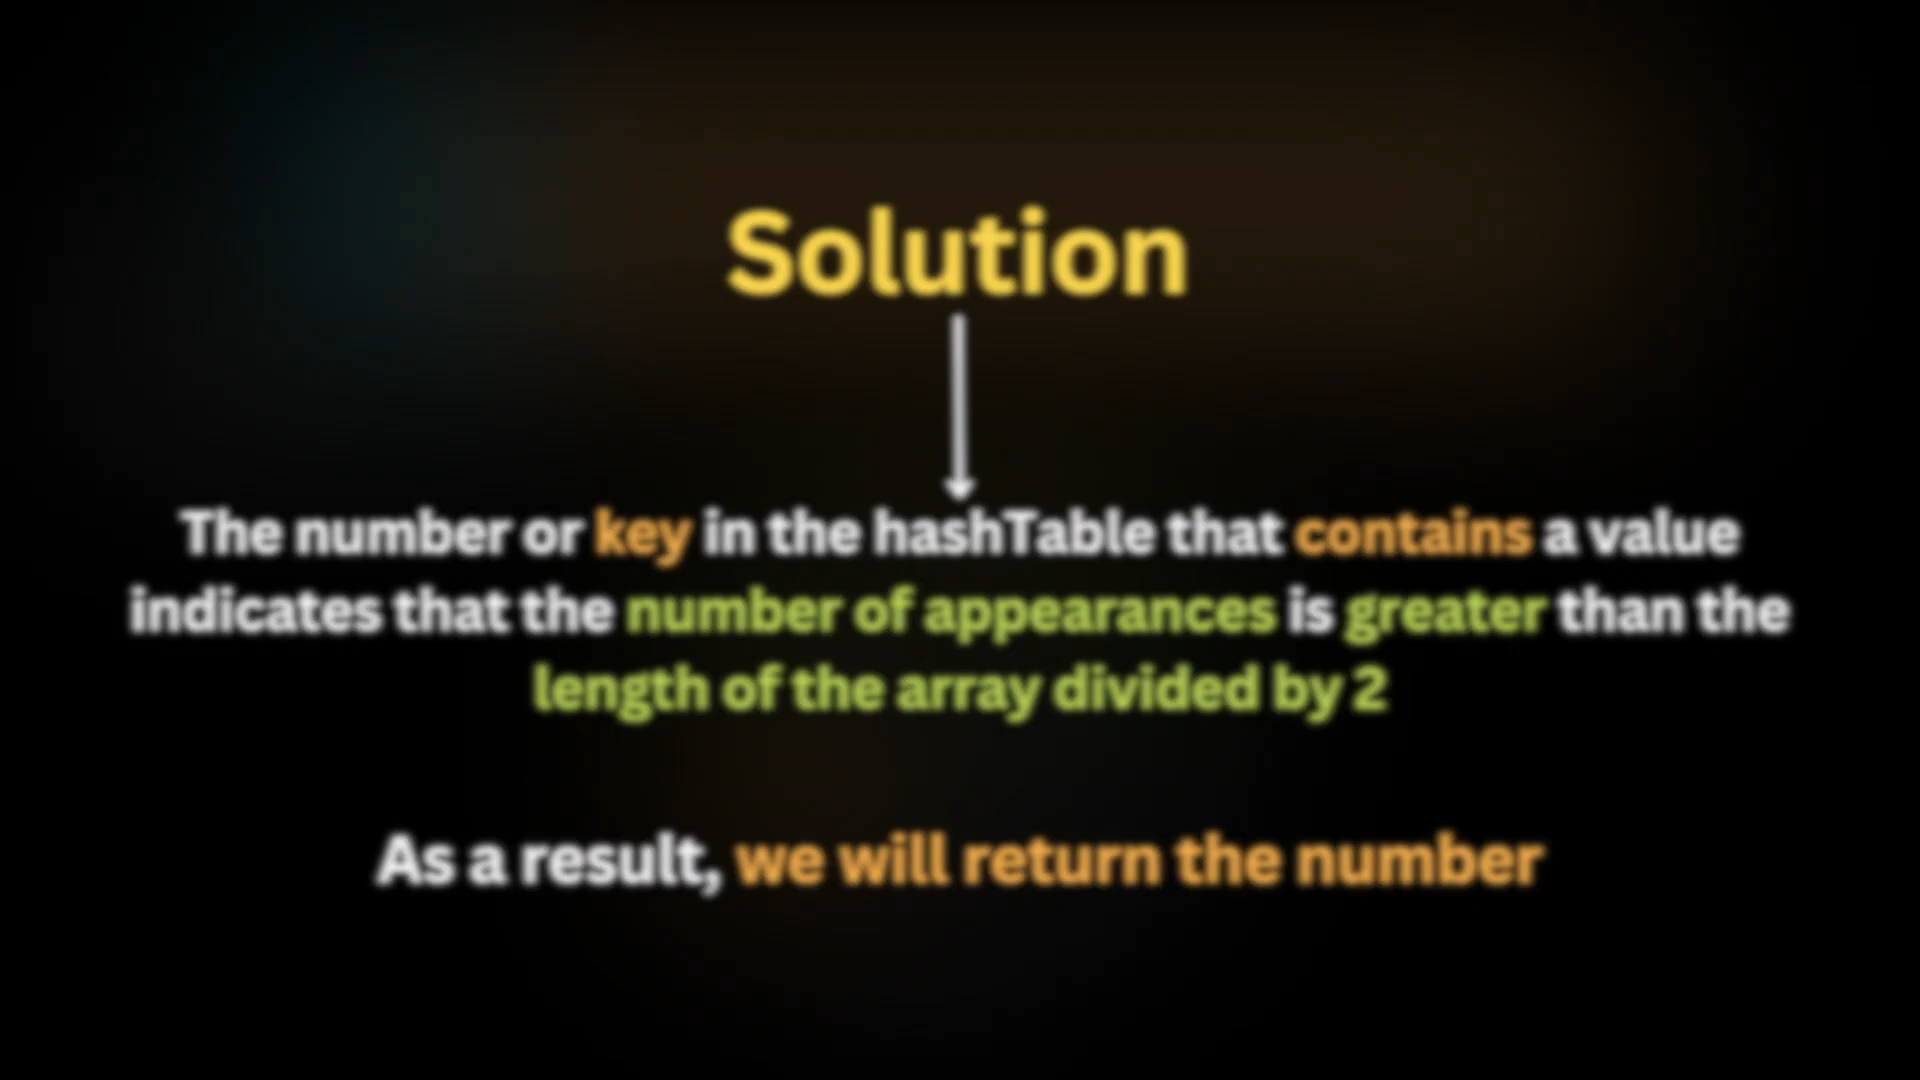 Solution
The number or key in the hashTable that contains a value
indicates that the number of appearances is greater than the
length of the array divided by 2
As a result, we will return the number